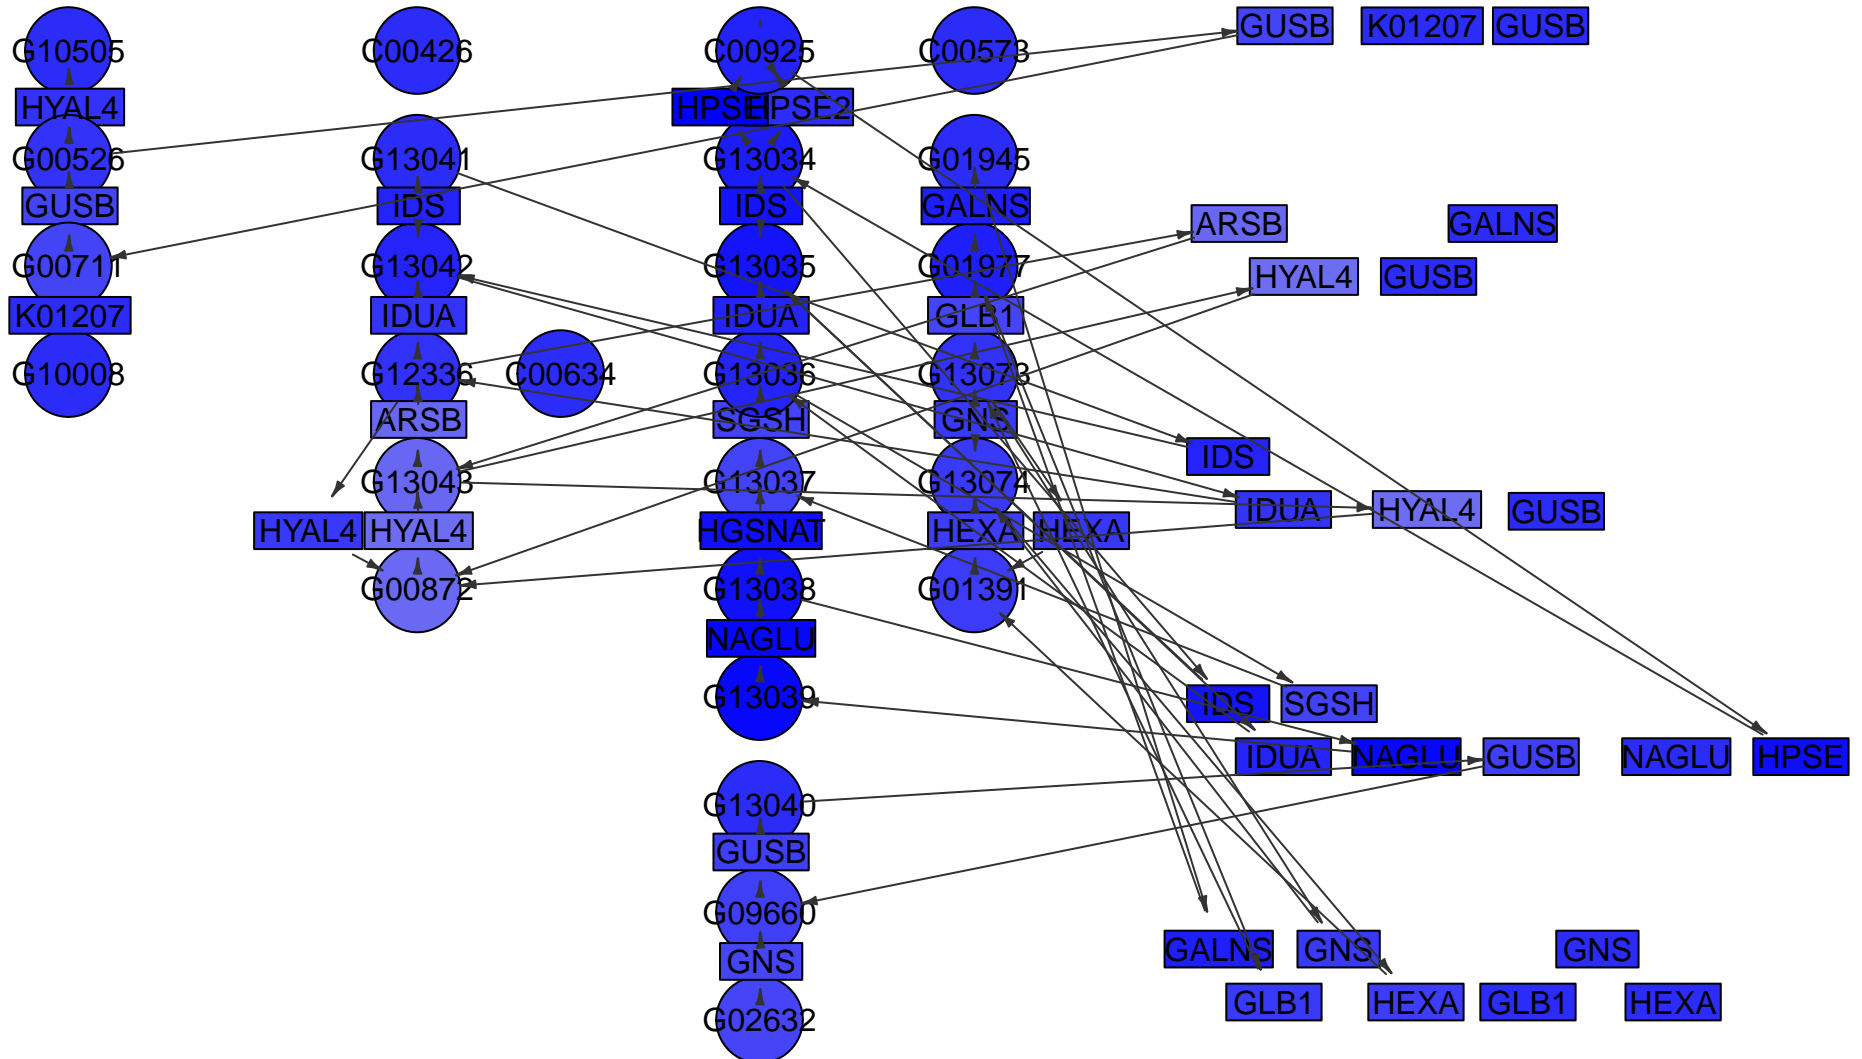 G10505 C00426 C00925 C00573 GUSB K01207 GUSB
HYAL4 HPSE HPSE2
G00526 G13041 G13034 G01945
GUSB IDS IDS GALNS ARSB GALNS
G00711 G13042 G13035 G01977 HYAL4 GUSB
K01207 IDUA IDUA GLB1
G10008 G12336 C00634 G13036 G13073
ARSB SGSH GNS
IDS
G13043 G13037 G13074
IDUA HYAL4 GUSB
HYAL4 HYAL4 HGSNAT HEXA HEXA
G00872 G13038 G01391
NAGLU
G13039 IDS SGSH
IDUA NAGLU GUSB NAGLU HPSE
G13040
GUSB
G09660
GALNS GNS GNS
GNS
GLB1 HEXA GLB1 HEXA
G02632